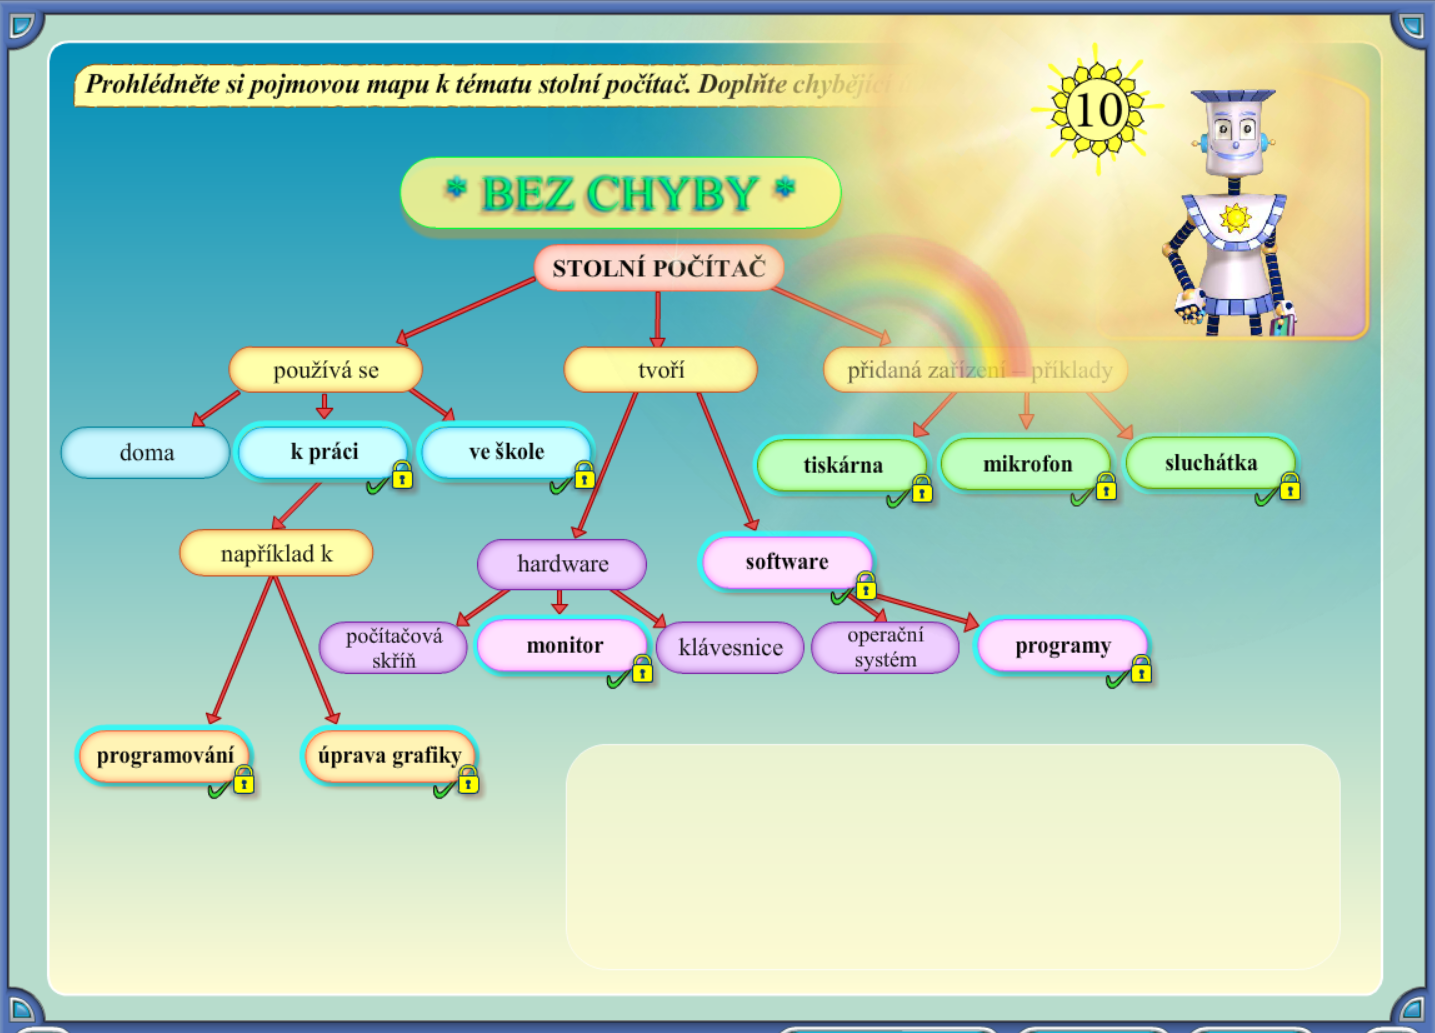 Prohlédněte si pojmovou mapu k tématu stolní počítač. Doplňte chybějící
10
* BEZ CHYBY *
STOLNÍ POČÍTAČ
používá se
tvoří
přidaná zařízení – příklady
doma
k práci
ve škole
tiskárna
mikrofon
sluchátka
například k
hardware
software
počítačová
skříň
monitor
klávesnice
operační
systém
programy
programování
úprava grafiky